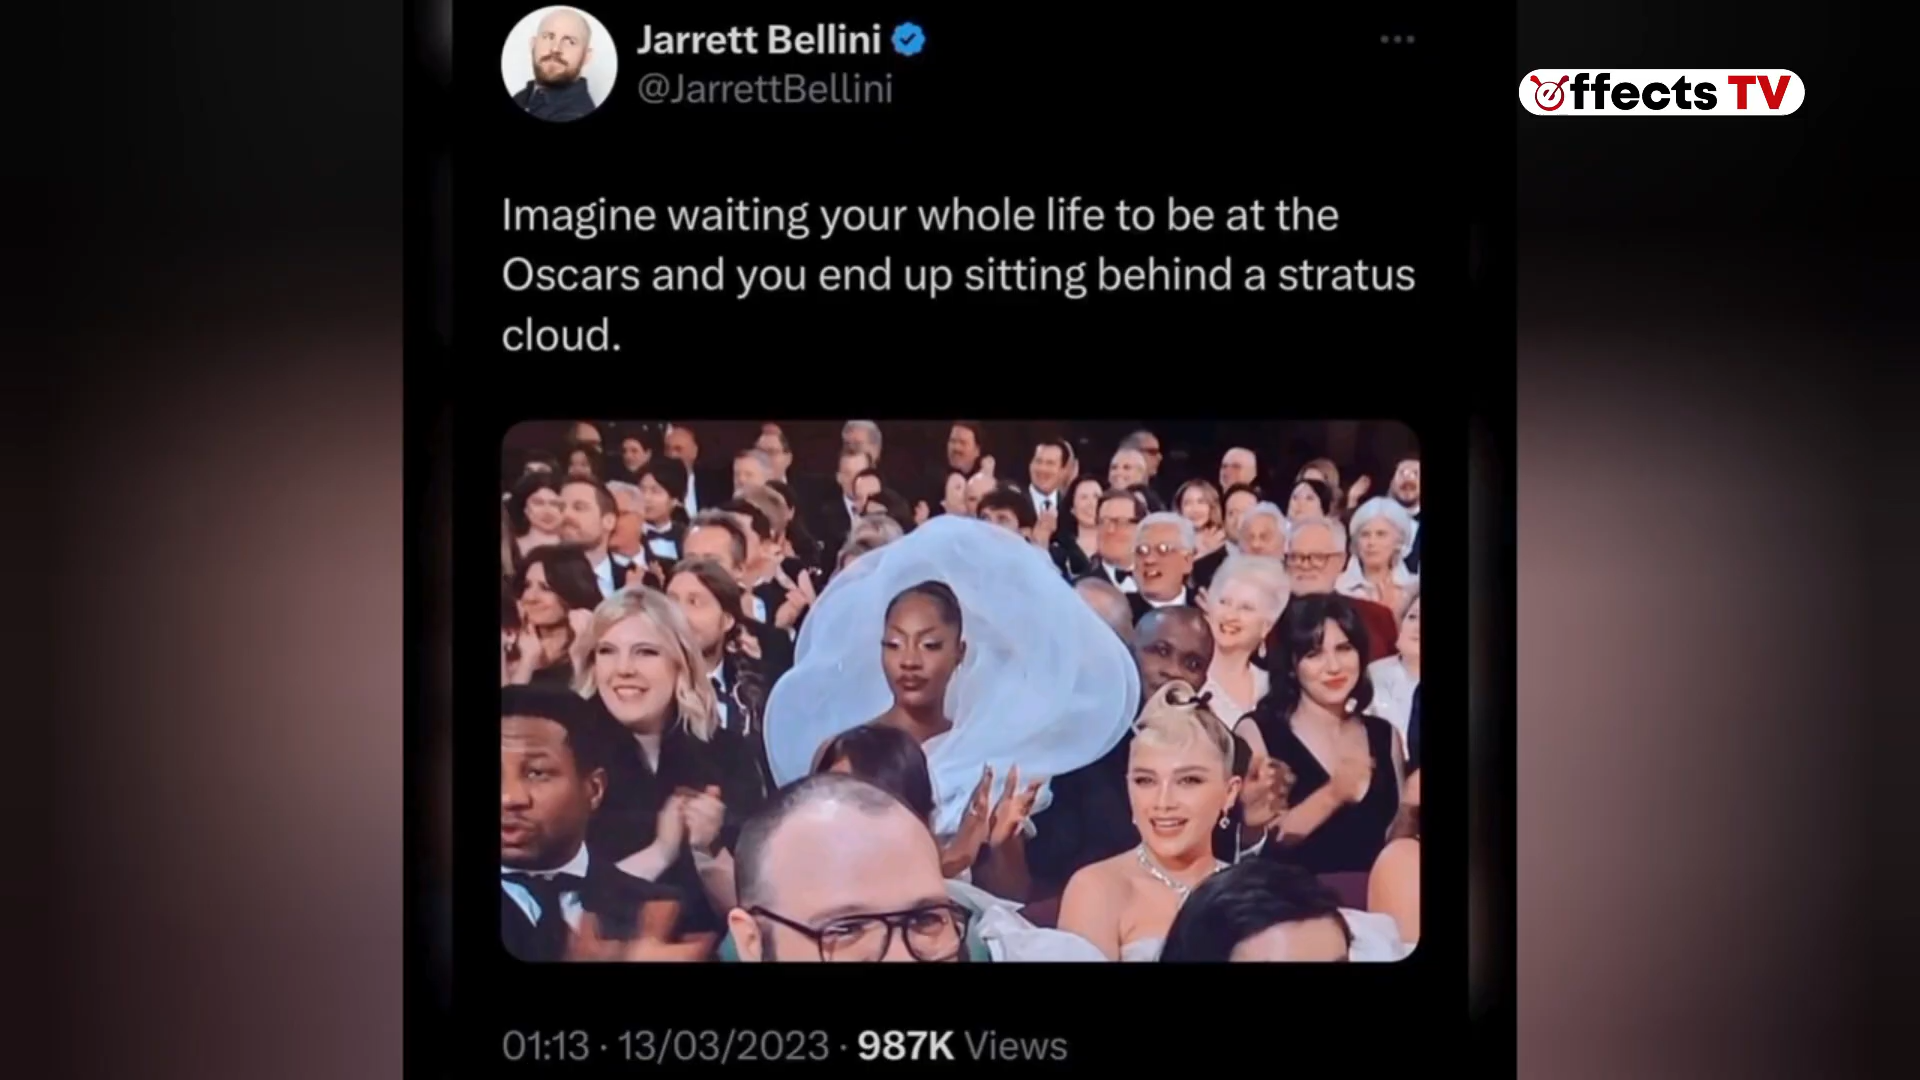 Jarrett Bellini
@JarrettBellini
effects TV
Imagine waiting your whole life to be at the
Oscars and you end up sitting behind a stratus
cloud.
01:13 · 13/03/2023 · 987K Views